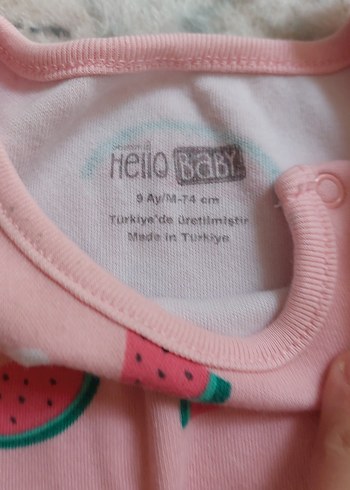 Hello BABY
9 Ay/M-74 cm
Türkiye'de üretilmiştir
Made in Türkiye